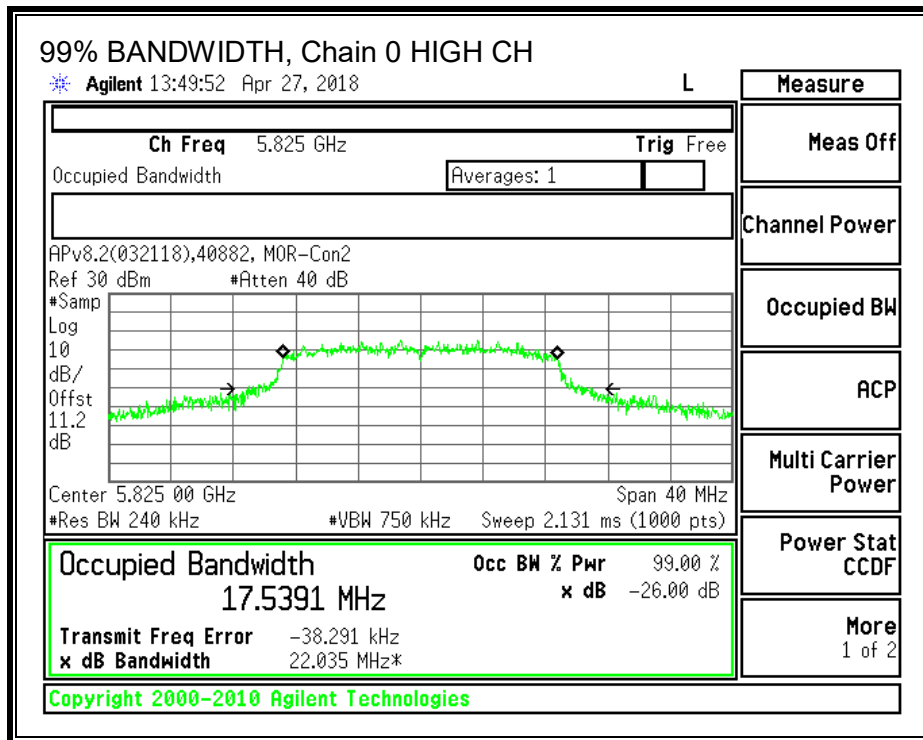 99% BANDWIDTH, Chain 0 HIGH CH
Agilent 13:49:52 Apr 27, 2018 L
Measure
Ch Freq 5.825 GHz Trig Free
Occupied Bandwidth Averages: 1
APv8.2(032118),40882, MOR-Con2
Ref 30 dBm #Atten 40 dB
#Samp
Log
10
dB/
Offst
11.2
dB
Center 5.825 00 GHz Span 40 MHz
#Res BW 240 kHz #VBW 750 kHz Sweep 2.131 ms (1000 pts)
Occupied Bandwidth Occ BW % Pwr 99.00 %
17.5391 MHz x dB -26.00 dB
Transmit Freq Error -38.291 kHz
x dB Bandwidth 22.035 MHz*
Meas Off
Channel Power
Occupied BW
ACP
Multi Carrier
Power
Power Stat
CCDF
More
1 of 2
Copyright 2000-2010 Agilent Technologies